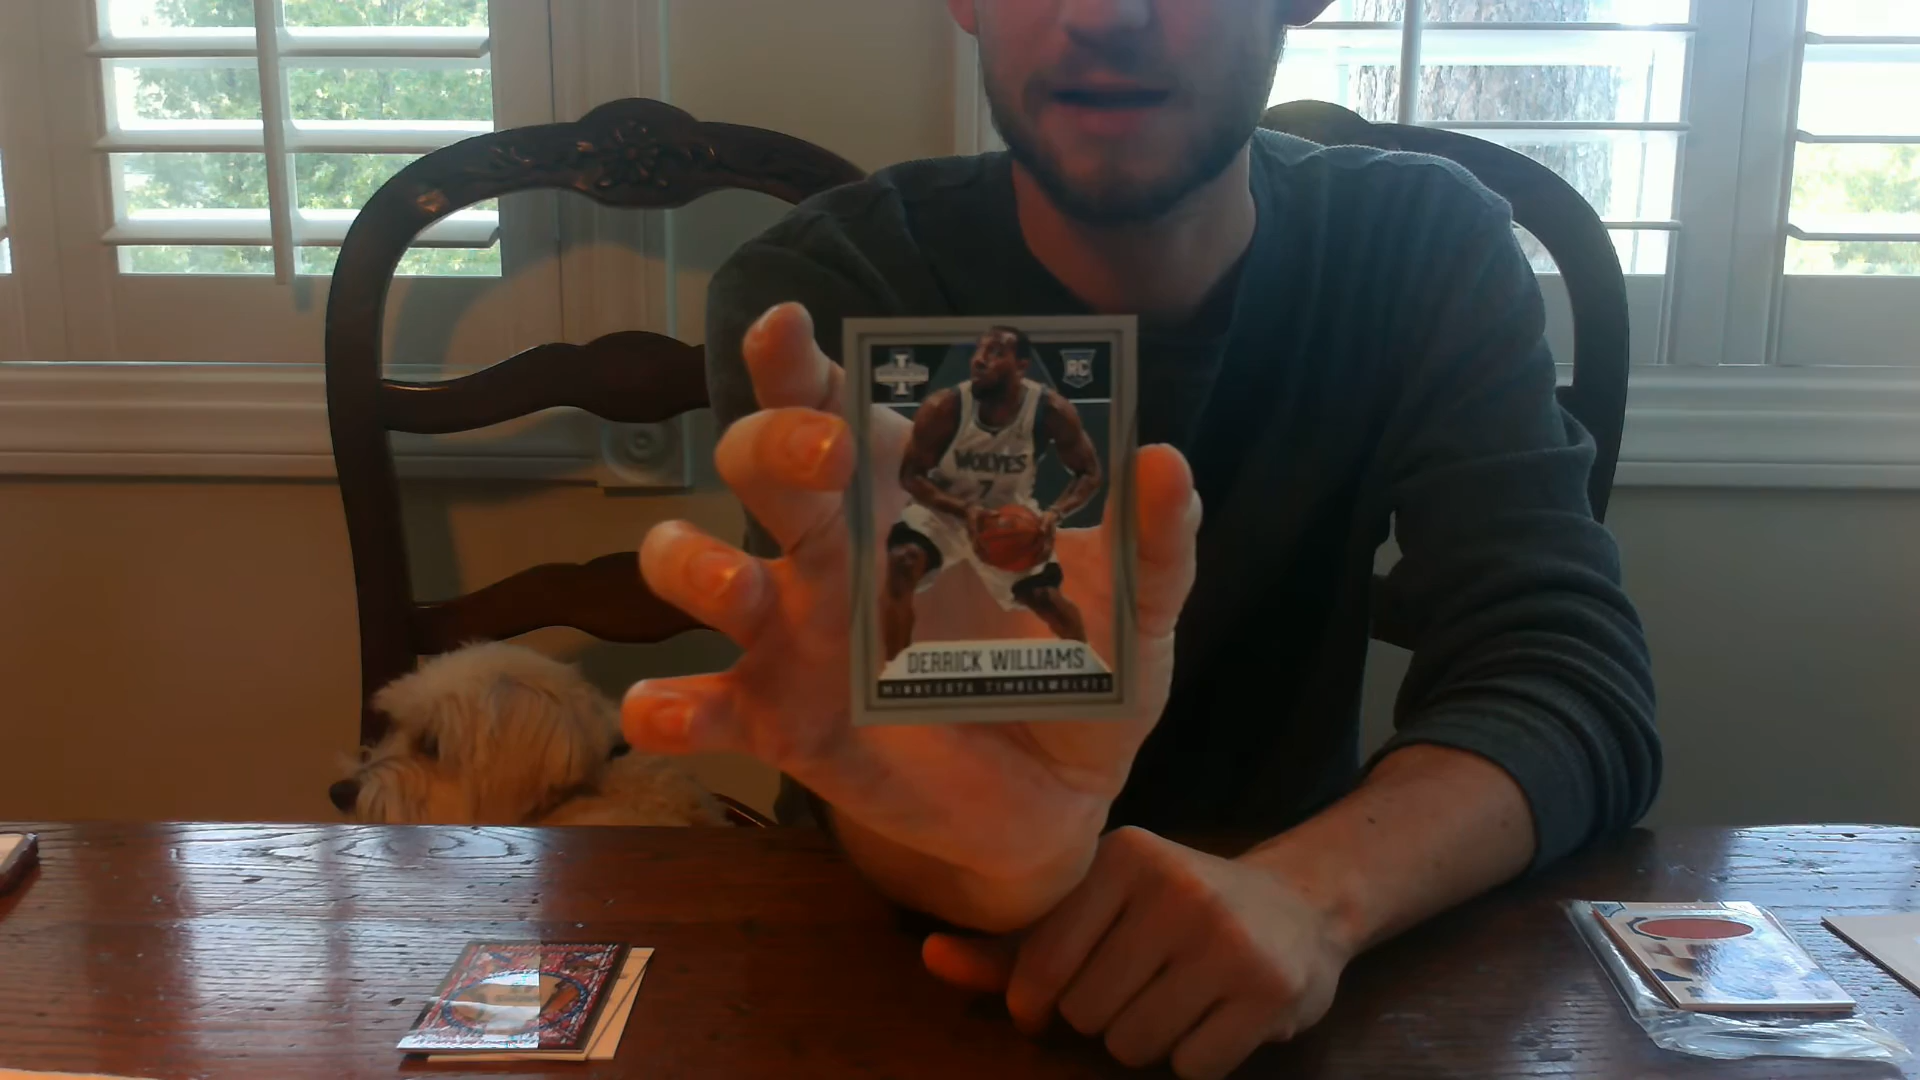 RC
WOLVES
7
DERRICK WILLIAMS
MINNESOTA TIMBERWOLVES